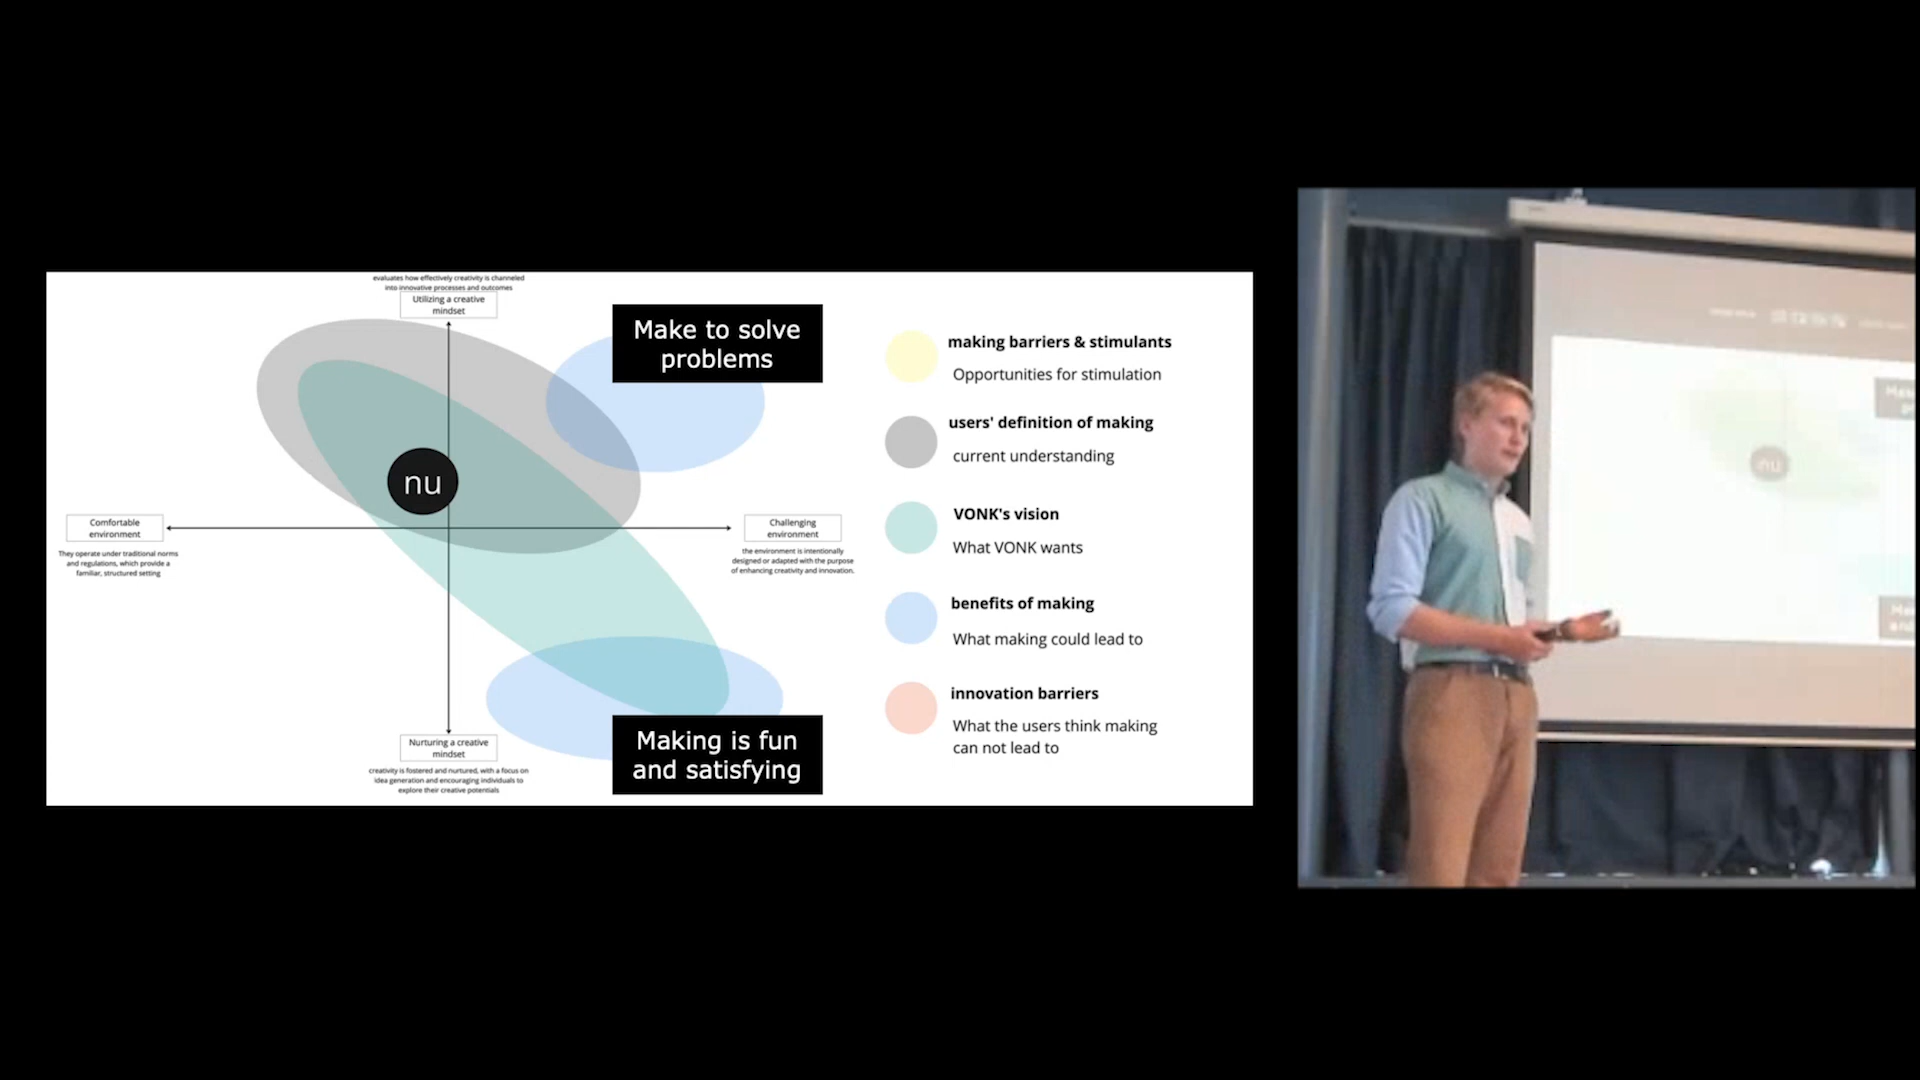 evaluates how effectively creativity is channeled
into innovative processes and outcomes
Utilizing a creative
mindset
Make to solve
problems
nu
Comfortable
environment
They operate under traditional norms
and regulations, which provide a
familiar, structured setting
Challenging
environment
the environment is intentionally
designed or adapted with the purpose
of enhancing creativity and innovation.
Nurturing a creative
mindset
creativity is fostered and nurtured, with a focus on
idea generation and encouraging individuals to
explore their creative potentials
Making is fun
and satisfying
making barriers & stimulants
Opportunities for stimulation
users' definition of making
current understanding
VONK's vision
What VONK wants
benefits of making
What making could lead to
innovation barriers
What the users think making
can not lead to
nu